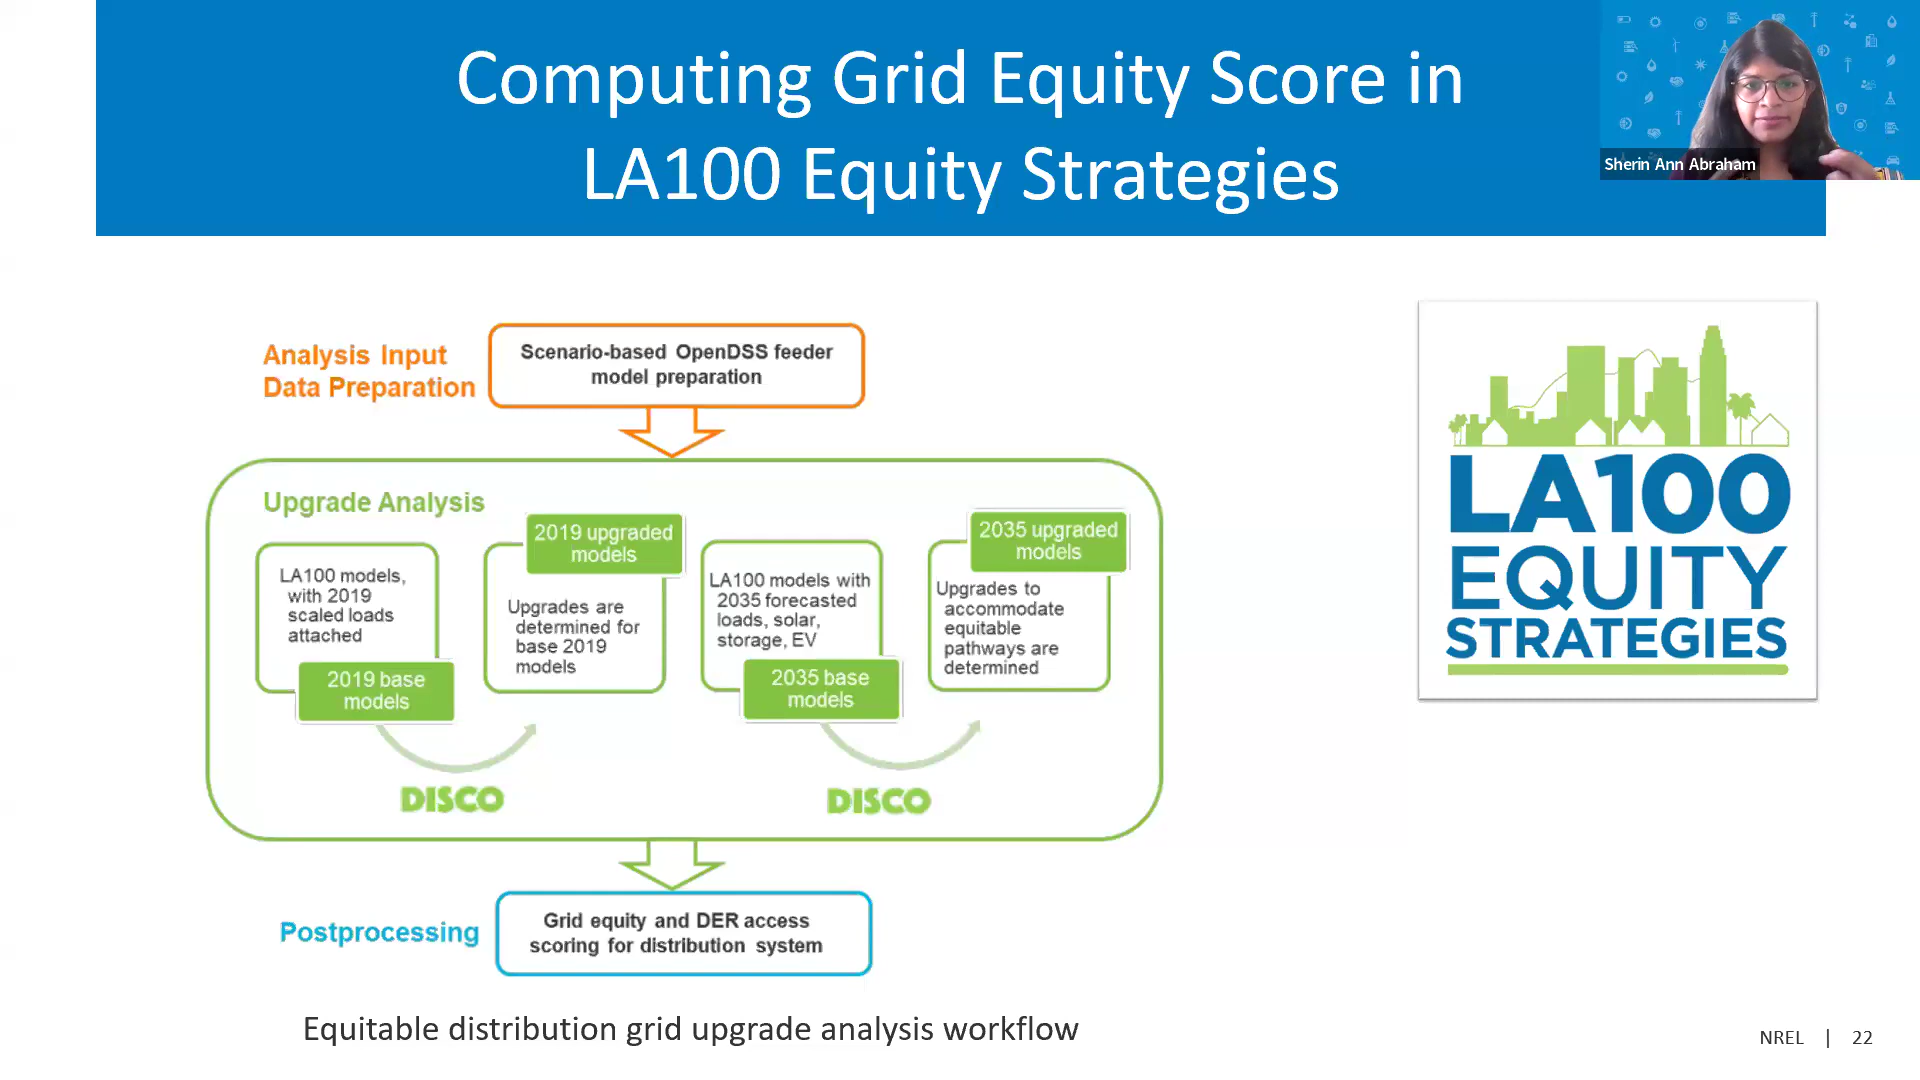 Computing Grid Equity Score in
LA100 Equity Strategies
Sherin Ann Abraham
Analysis Input
Data Preparation
Scenario-based OpenDSS feeder
model preparation
Upgrade Analysis
LA100 models,
with 2019
scaled loads
attached
2019 base
models
2019 upgraded
models
Upgrades are
determined for
base 2019
models
LA100 models with
2035 forecasted
loads, solar,
storage, EV
2035 base
models
2035 upgraded
models
Upgrades to
accommodate
equitable
pathways are
determined
DISCO
DISCO
Postprocessing
Grid equity and DER access
scoring for distribution system
Equitable distribution grid upgrade analysis workflow
LA100
EQUITY
STRATEGIES
NREL | 22